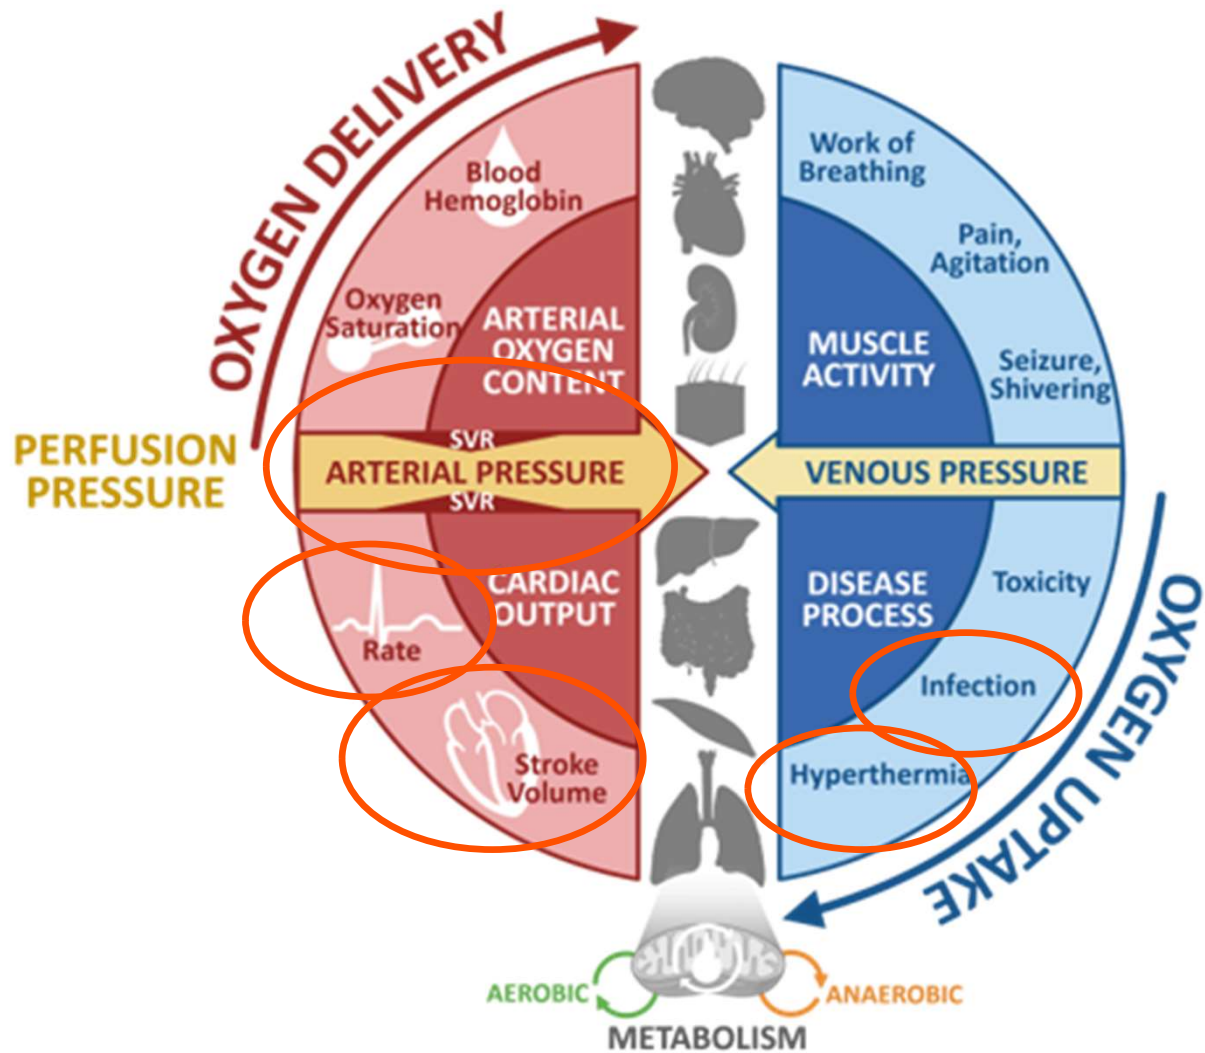 OXYGEN DELIVERY
Blood
Hemoglobin
Oxygen
Saturation
ARTERIAL
OXYGEN
CONTENT
PERFUSION
PRESSURE
SVR
ARTERIAL PRESSURE
SVR
CARDIAC
OUTPUT
Rate
Stroke
Volume
Work of
Breathing
Pain,
Agitation
MUSCLE
ACTIVITY
Seizure,
Shivering
VENOUS PRESSURE
DISEASE
PROCESS
Toxicity
Infection
Hyperthermia
OXYGEN UPTAKE
AEROBIC
ANAEROBIC
METABOLISM